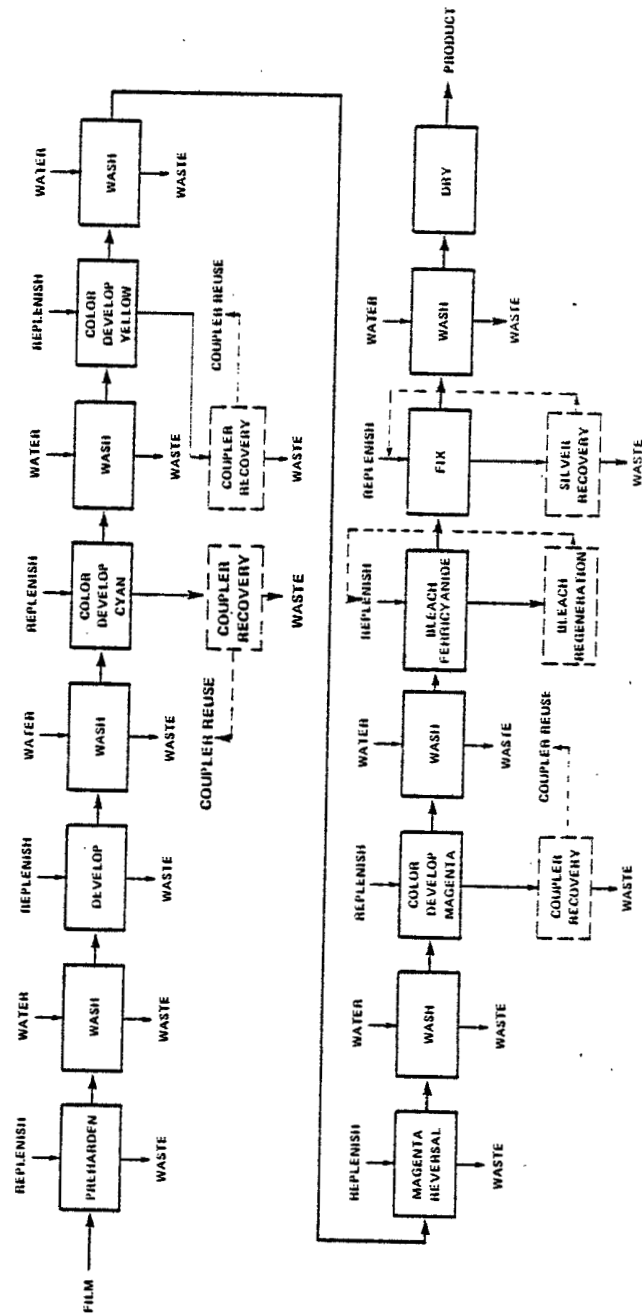 FILM
REPLENISH
PREHARDEN
WASTE
WATER
WASH
WASTE
REPLENISH
DEVELOP
WASTE
WATER
WASH
WASTE
REPLENISH
COLOR
DEVELOP
CYAN
COUPLER
RECOVERY
WASTE
COUPLER REUSE
WATER
WASH
WASTE
REPLENISH
COLOR
DEVELOP
YELLOW
COUPLER
RECOVERY
WASTE
COUPLER REUSE
WATER
WASH
WASTE
REPLENISH
MAGENTA
REVERSAL
WASTE
WATER
WASH
WASTE
REPLENISH
COLOR
DEVELOP
MAGENTA
COUPLER
RECOVERY
WASTE
COUPLER REUSE
WATER
WASH
WASTE
REPLENISH
BLEACH
FERRICYANIDE
BLEACH
REGENERATION
REPLENISH
FIX
SILVER
RECOVERY
WASTE
WATER
WASH
WASTE
DRY
PRODUCT